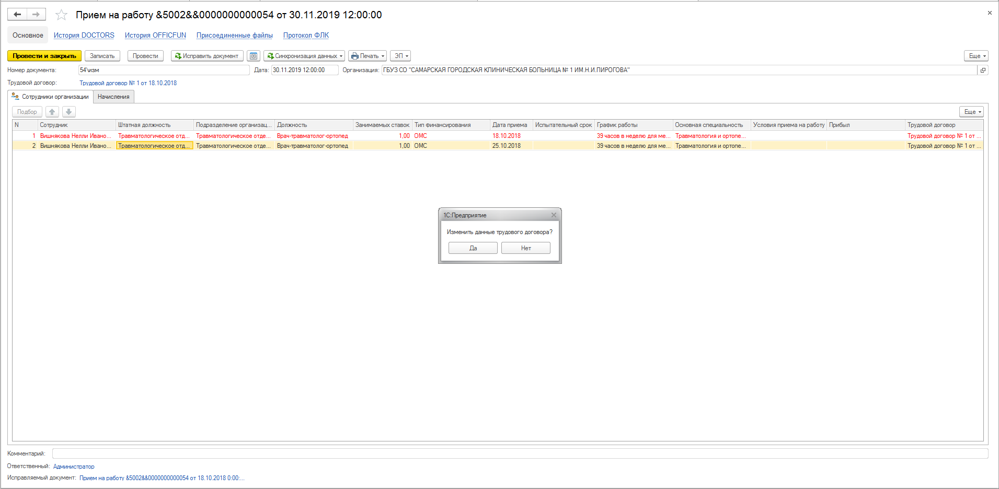 Прием на работу &5002&&0000000000054 от 30.11.2019 12:00:00
Основное История DOCTORS История OFFICFUN Присоединенные файлы Протокол ФЛК
Провести и закрыть Записать Провести Исправить документ Синхронизация данных Печать ЭП Еще
Номер документа: 54\изм Дата: 30.11.2019 12:00:00 Организация: ГБУЗ СО "САМАРСКАЯ ГОРОДСКАЯ КЛИНИЧЕСКАЯ БОЛЬНИЦА № 1 ИМ.Н.И.ПИРОГОВА"
Трудовой договор: Трудовой договор № 1 от 18.10.2018
Сотрудники организации Начисления
Подбор Еще
N Сотрудник Штатная должность Подразделение организац... Должность Занимаемых ставок Тип финансирования Дата приема Испытательный срок График работы Основная специальность Условия приема на работу Прибыл Трудовой договор
1 Вишнякова Нелли Ивано... Травматологическое отд... Травматологическое отде... Врач-травматолог-ортопед 1,00 ОМС 18.10.2018 39 часов в неделю для ме... Травматология и ортопе... Трудовой договор № 1 от ...
2 Вишнякова Нелли Ивано... Травматологическое отд... Травматологическое отде... Врач-травматолог-ортопед 1,00 ОМС 25.10.2018 39 часов в неделю для ме... Травматология и ортопе... Трудовой договор № 1 от ...
1С:Предприятие
Изменить данные трудового договора?
Да Нет
Комментарий:
Ответственный: Администратор
Исправляемый документ: Прием на работу &5002&&0000000000054 от 18.10.2018 0:00:...